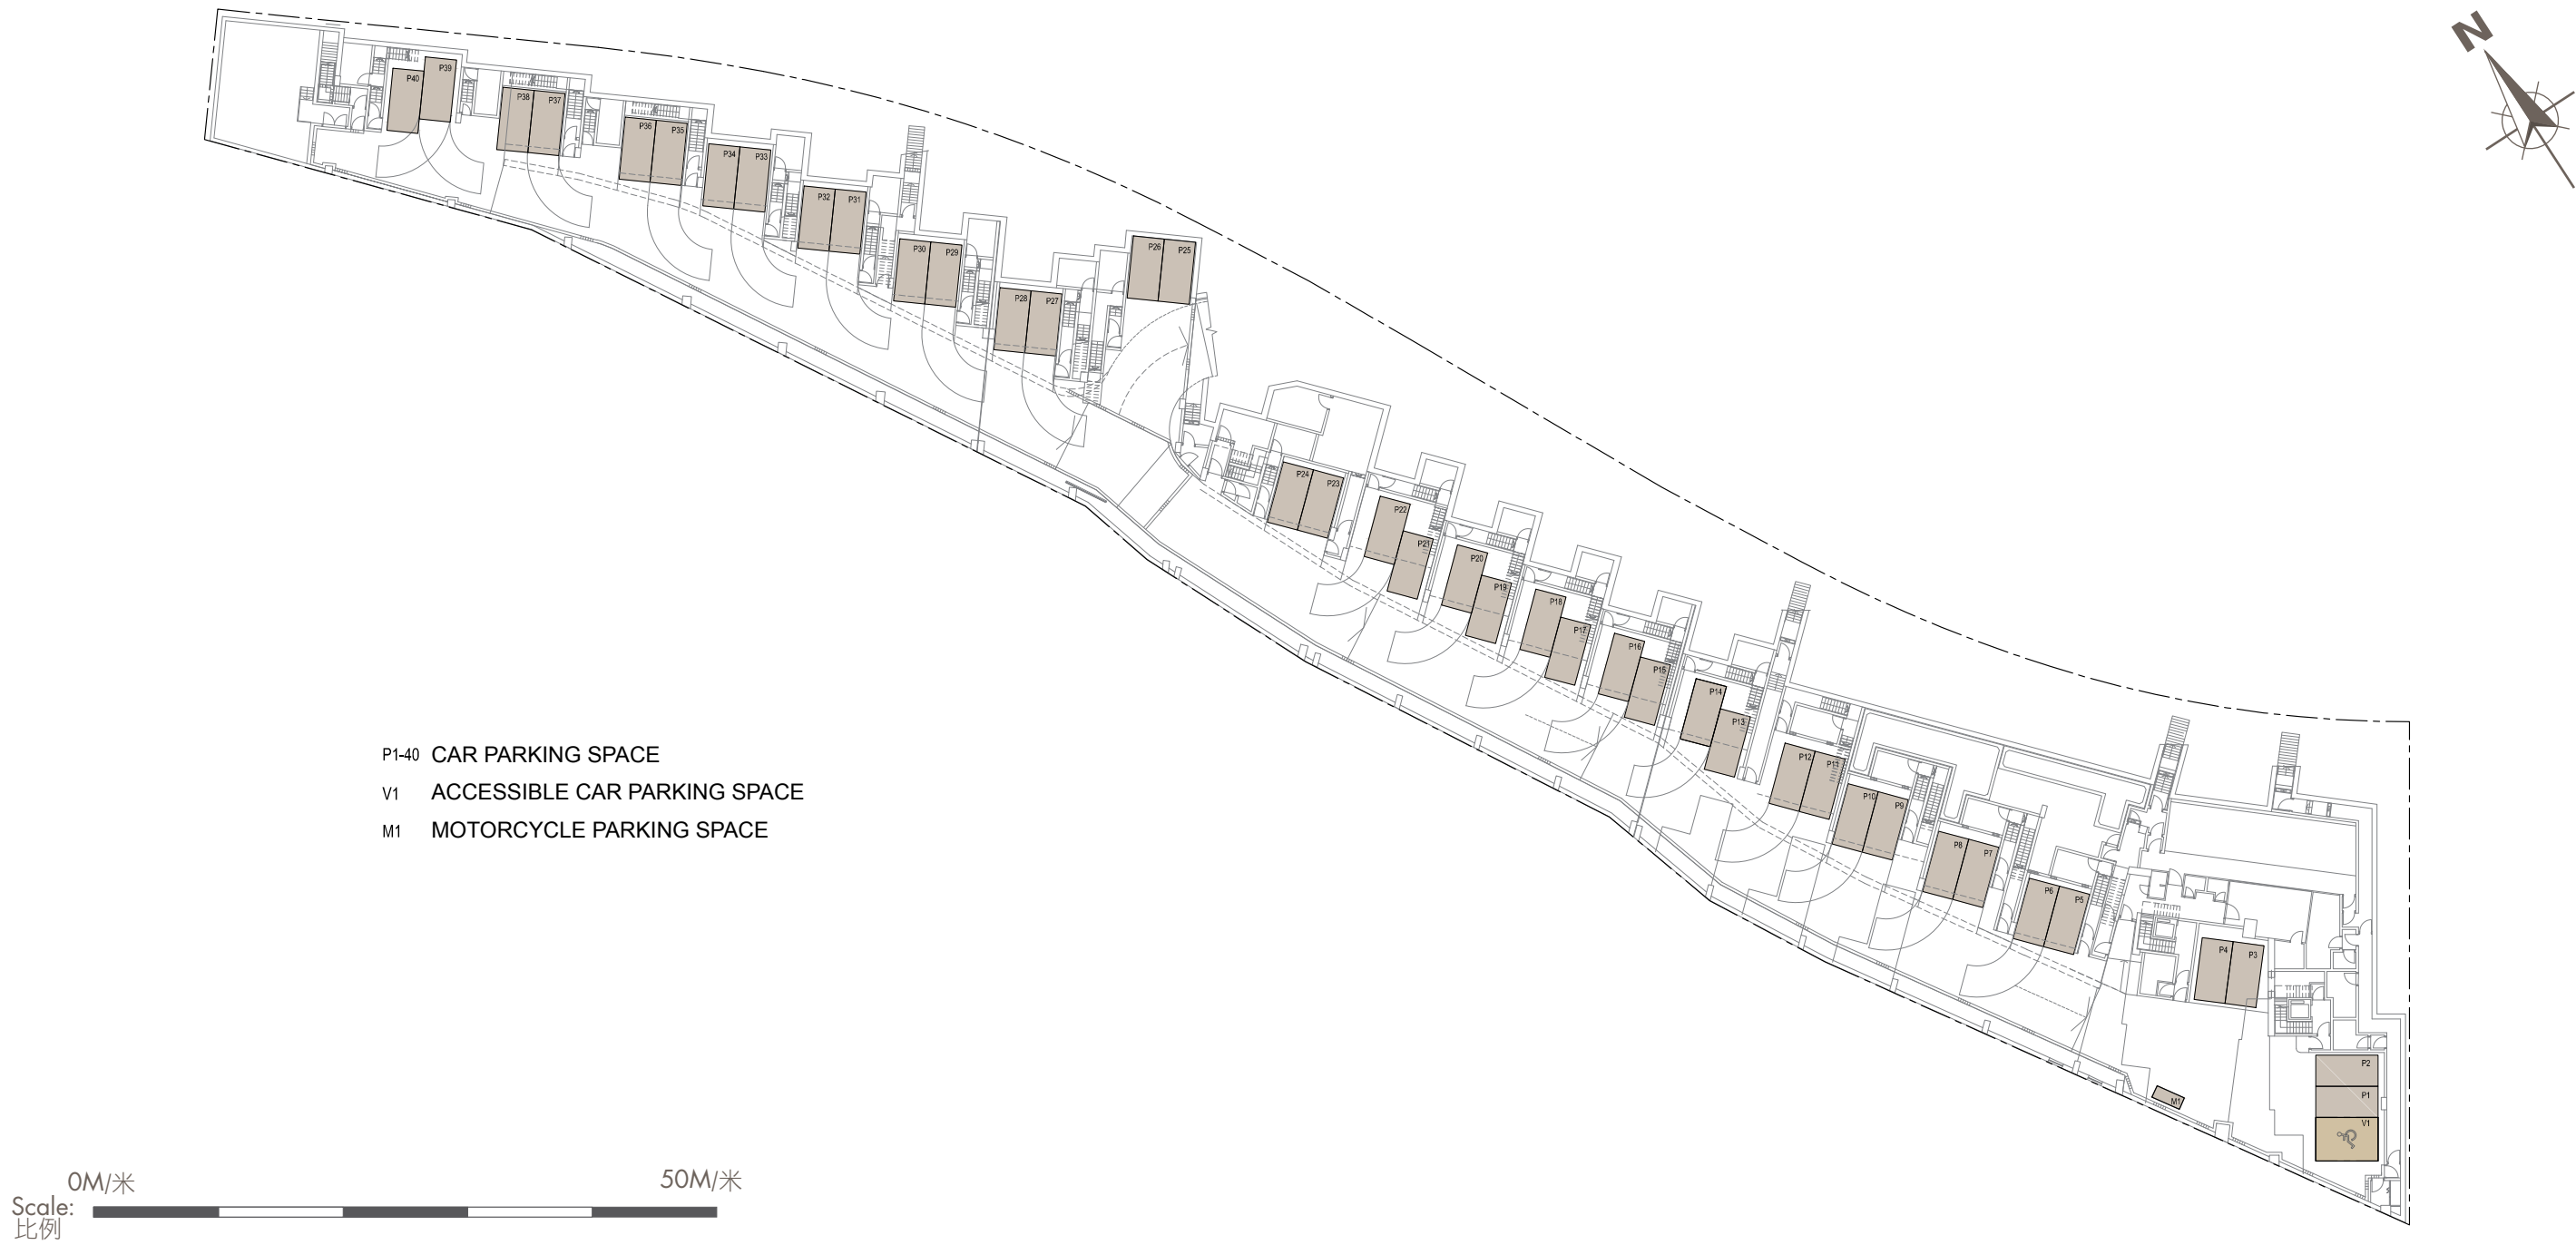 N
P40
P39
P38
P37
P36
P35
P34
P33
P32
P31
P30
P29
P28
P27
P26
P25
P24
P23
P22
P21
P20
P19
P18
P17
P16
P15
P14
P13
P12
P11
P10
P9
P8
P7
P6
P5
P4
P3
P2
P1
V1
M1
P1-40 CAR PARKING SPACE
V1 ACCESSIBLE CAR PARKING SPACE
M1 MOTORCYCLE PARKING SPACE
0M/米 50M/米
Scale:
比例